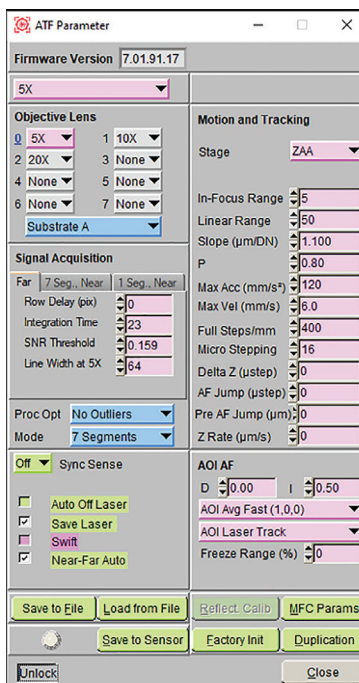 ATF Parameter
Firmware Version 7.01.91.17
5X
Objective Lens
0 5X 1 10X
2 20X 3 None
4 None 5 None
6 None 7 None
Substrate A
Signal Acquisition
Far 7 Seg., Near 1 Seg., Near
Row Delay (pix) 0
Integration Time 23
SNR Threshold 0.159
Line Width at 5X 64
Proc Opt No Outliers
Mode 7 Segments
Motion and Tracking
Stage ZAA
In-Focus Range 5
Linear Range 50
Slope (µm/DN) 1.100
P 0.80
Max Acc (mm/s²) 120
Max Vel (mm/s) 6.0
Full Steps/mm 400
Micro Stepping 16
Delta Z (µstep) 0
AF Jump (µstep) 0
Pre AF Jump (µm) 0
Z Rate (µm/s) 0
Off Sync Sense
Auto Off Laser
Save Laser
Swift
Near-Far Auto
AOI AF
D 0.00 I 0.50
AOI Avg Fast (1,0,0)
AOI Laser Track
Freeze Range (%) 0
Save to File Load from File Reflect. Calib MFC Params
Save to Sensor Factory Init Duplication
Unlock Close